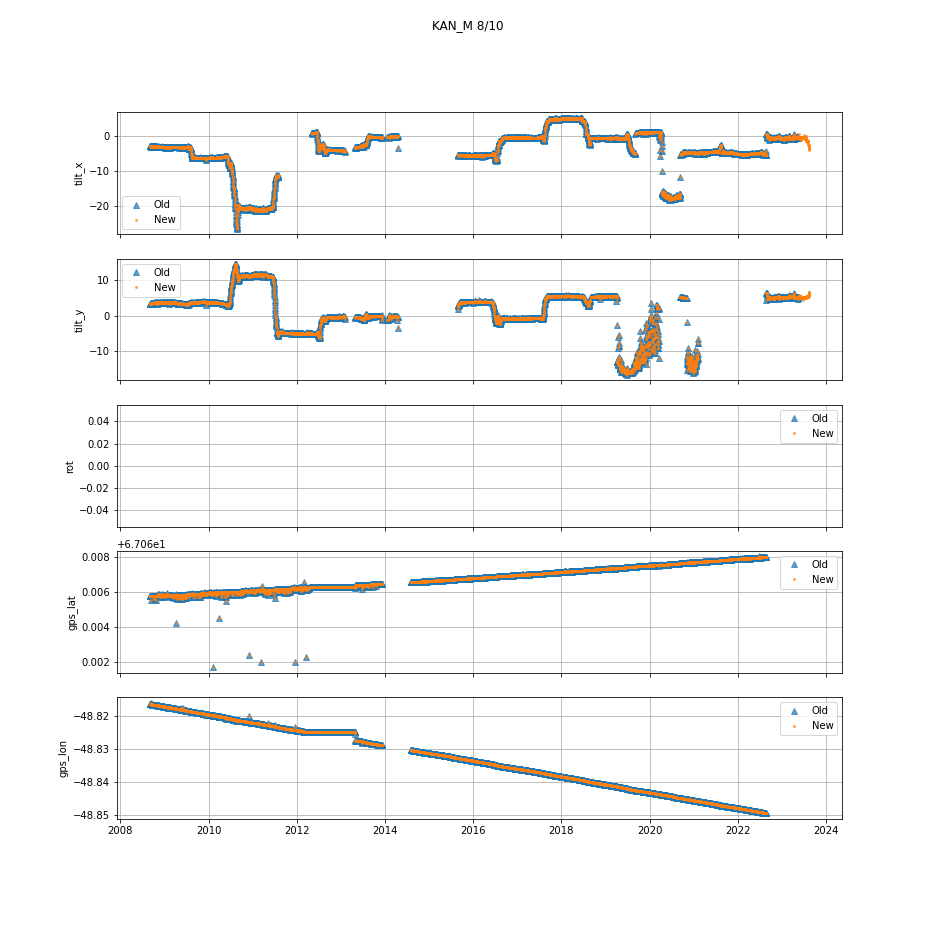 KAN_M 8/10
tilt_x
0
−10
−20
Old
New
tilt_y
10
0
−10
Old
New
rot
0.04
0.02
0.00
−0.02
−0.04
Old
New
+6.706e1
gps_lat
0.008
0.006
0.004
0.002
Old
New
gps_lon
−48.82
−48.83
−48.84
−48.85
Old
New
2008 2010 2012 2014 2016 2018 2020 2022 2024